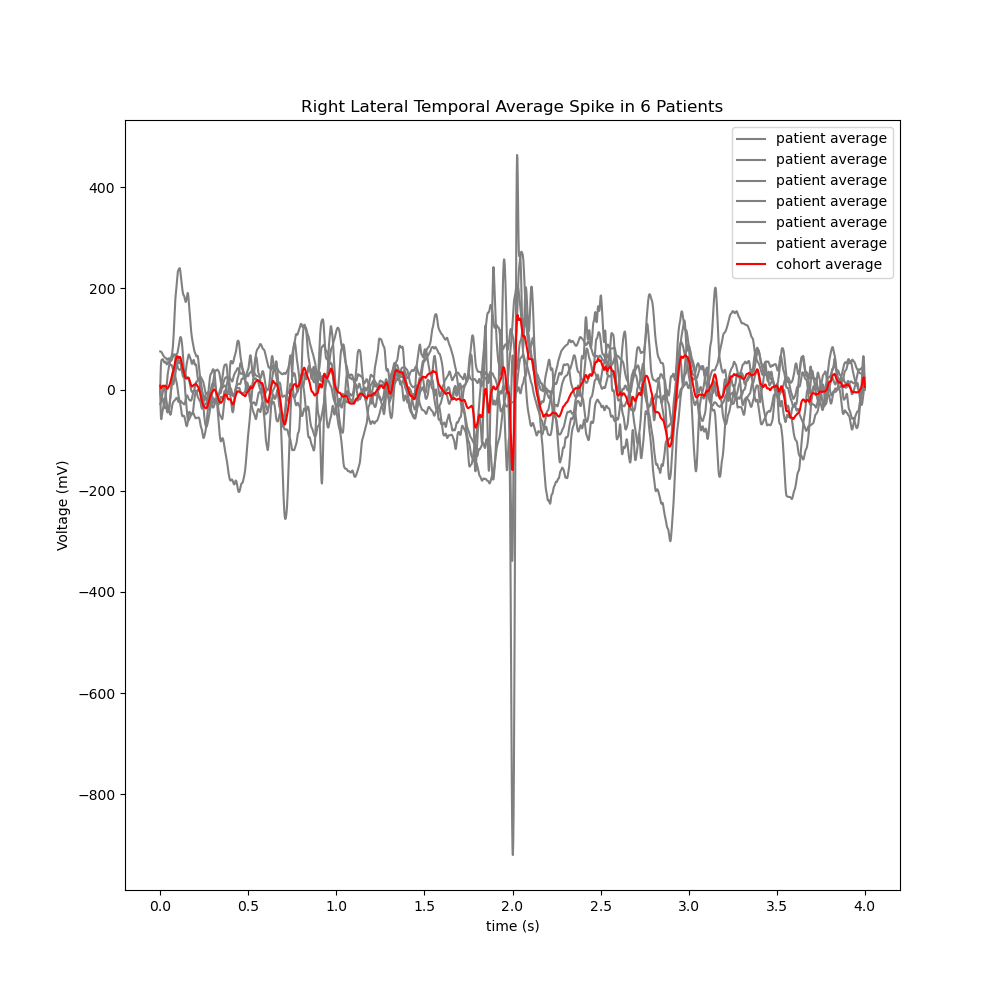 Right Lateral Temporal Average Spike in 6 Patients
patient average
patient average
patient average
patient average
patient average
patient average
cohort average
400
200
0
−200
−400
−600
−800
Voltage (mV)
0.0 0.5 1.0 1.5 2.0 2.5 3.0 3.5 4.0
time (s)